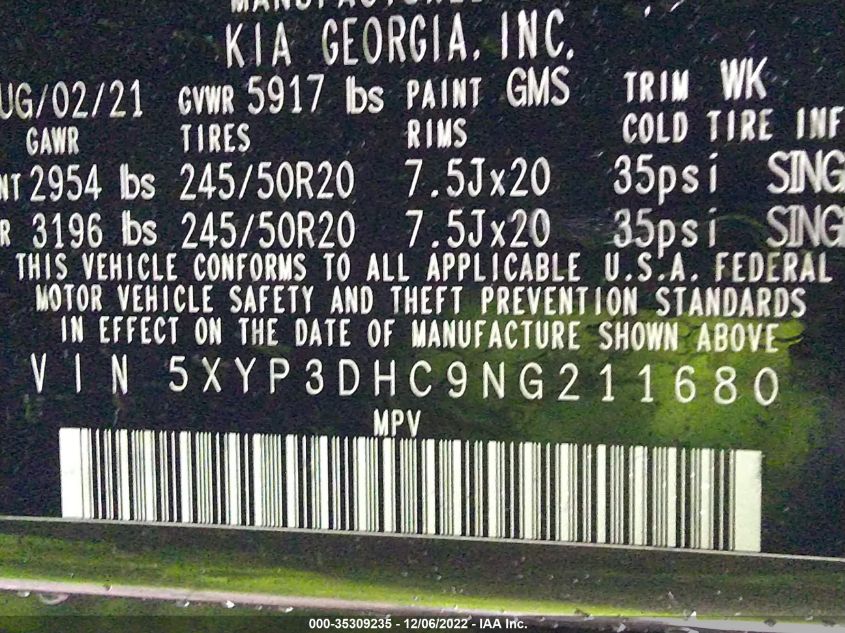 MANUFACTURED
KIA GEORGIA, INC.
UG/02/21 GVWR 5917 lbs PAINT GMS TRIM WK
GAWR TIRES RIMS COLD TIRE INF
NT 2954 lbs 245/50R20 7.5Jx20 35psi SING
R 3196 lbs 245/50R20 7.5Jx20 35psi SING
THIS VEHICLE CONFORMS TO ALL APPLICABLE U.S.A. FEDERAL
MOTOR VEHICLE SAFETY AND THEFT PREVENTION STANDARDS
IN EFFECT ON THE DATE OF MANUFACTURE SHOWN ABOVE
VIN 5XYP3DHC9NG211680
MPV
000-35309235 - 12/06/2022 - IAA Inc.